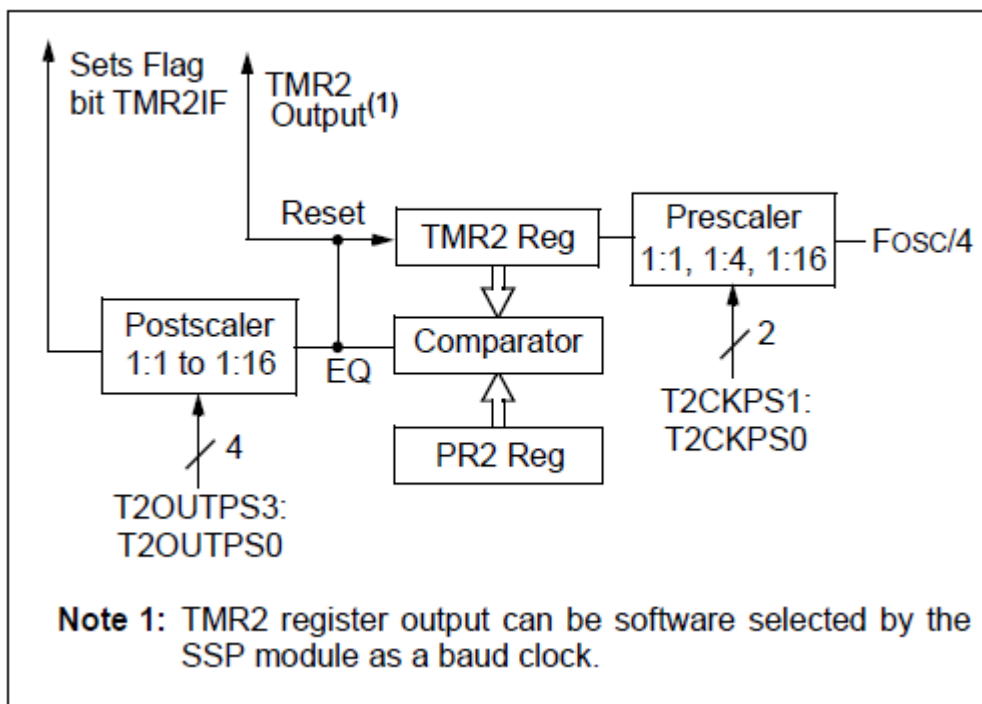 Sets Flag
bit TMR2IF
TMR2
Output(1)
Reset
TMR2 Reg
Prescaler
1:1, 1:4, 1:16
FOSC/4
Postscaler
1:1 to 1:16
EQ
Comparator
2
T2CKPS1:
T2CKPS0
4
PR2 Reg
T2OUTPS3:
T2OUTPS0
Note 1: TMR2 register output can be software selected by the
SSP module as a baud clock.